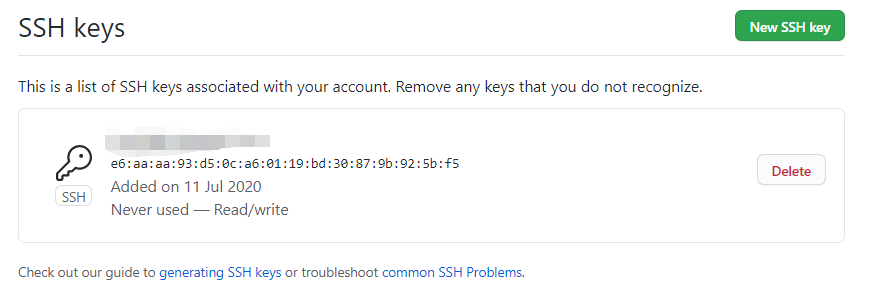 SSH keys
New SSH key
This is a list of SSH keys associated with your account. Remove any keys that you do not recognize.
e6:aa:aa:93:d5:0c:a6:01:19:bd:30:87:9b:92:5b:f5
Added on 11 Jul 2020
Never used — Read/write
SSH
Delete
Check out our guide to generating SSH keys or troubleshoot common SSH Problems.